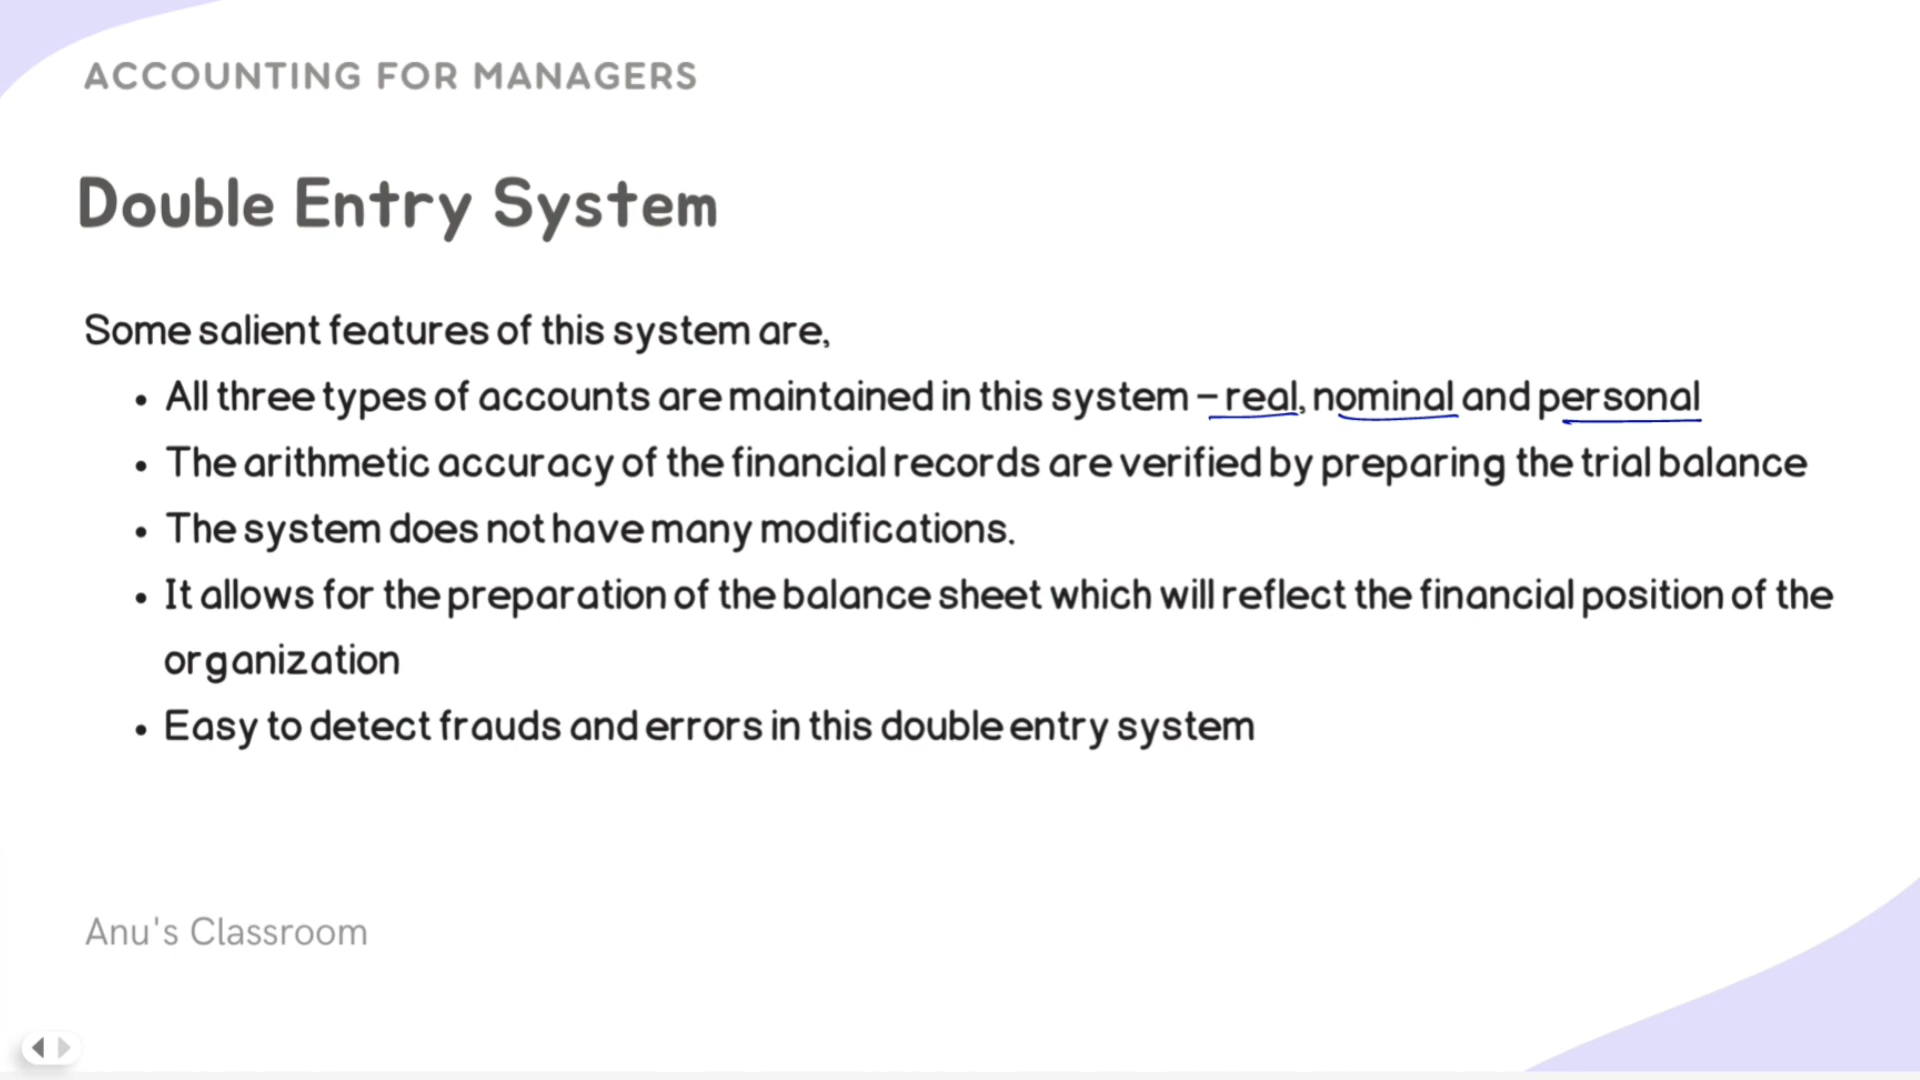 ACCOUNTING FOR MANAGERS
Double Entry System
Some salient features of this system are,
• All three types of accounts are maintained in this system – real, nominal and personal
• The arithmetic accuracy of the financial records are verified by preparing the trial balance
• The system does not have many modifications.
• It allows for the preparation of the balance sheet which will reflect the financial position of the
organization
• Easy to detect frauds and errors in this double entry system
Anu's Classroom